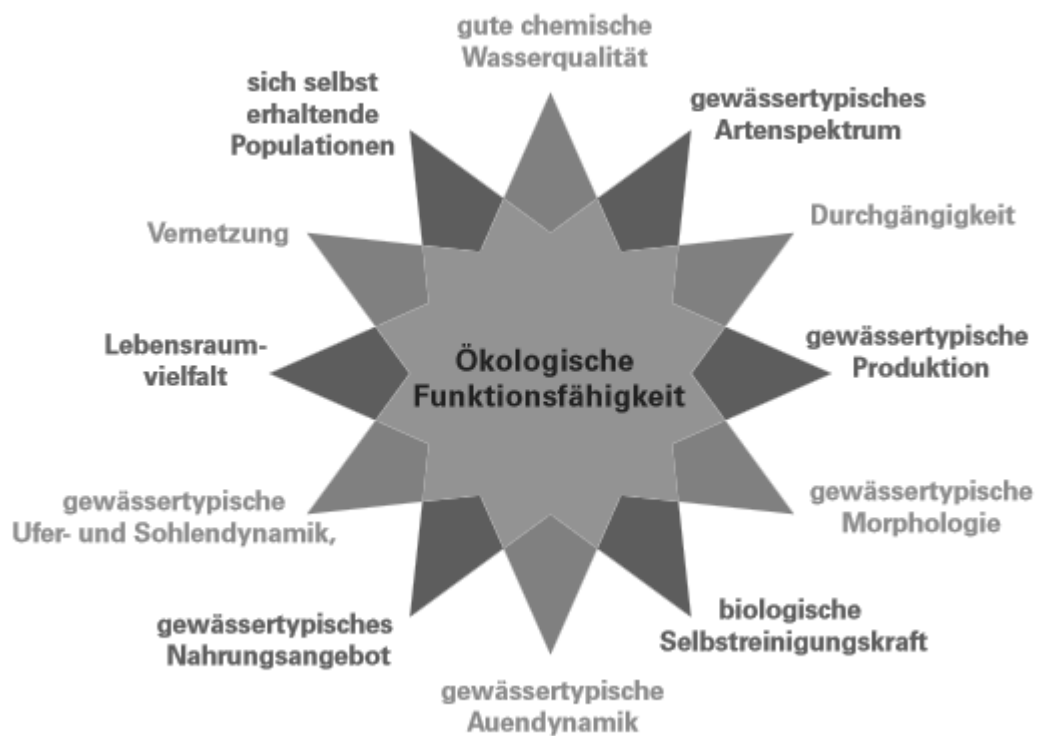 gute chemische
Wasserqualität
sich selbst
erhaltende
Populationen
gewässertypisches
Artenspektrum
Vernetzung
Durchgängigkeit
Lebensraum-
vielfalt
Ökologische
Funktionsfähigkeit
gewässertypische
Produktion
gewässertypische
Ufer- und Sohlendynamik,
gewässertypische
Morphologie
gewässertypisches
Nahrungsangebot
biologische
Selbstreinigungskraft
gewässertypische
Auendynamik